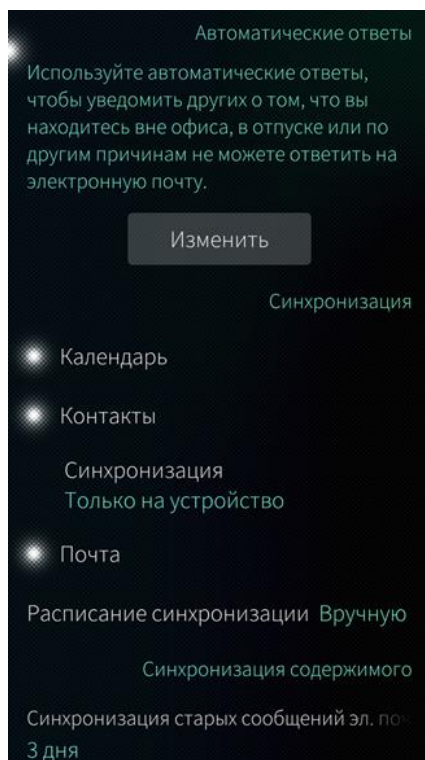 Автоматические ответы
Используйте автоматические ответы,
чтобы уведомить других о том, что вы
находитесь вне офиса, в отпуске или по
другим причинам не можете ответить на
электронную почту.
Изменить
Синхронизация
Календарь
Контакты
Синхронизация
Только на устройство
Почта
Расписание синхронизации Вручную
Синхронизация содержимого
Синхронизация старых сообщений эл.
3 дня